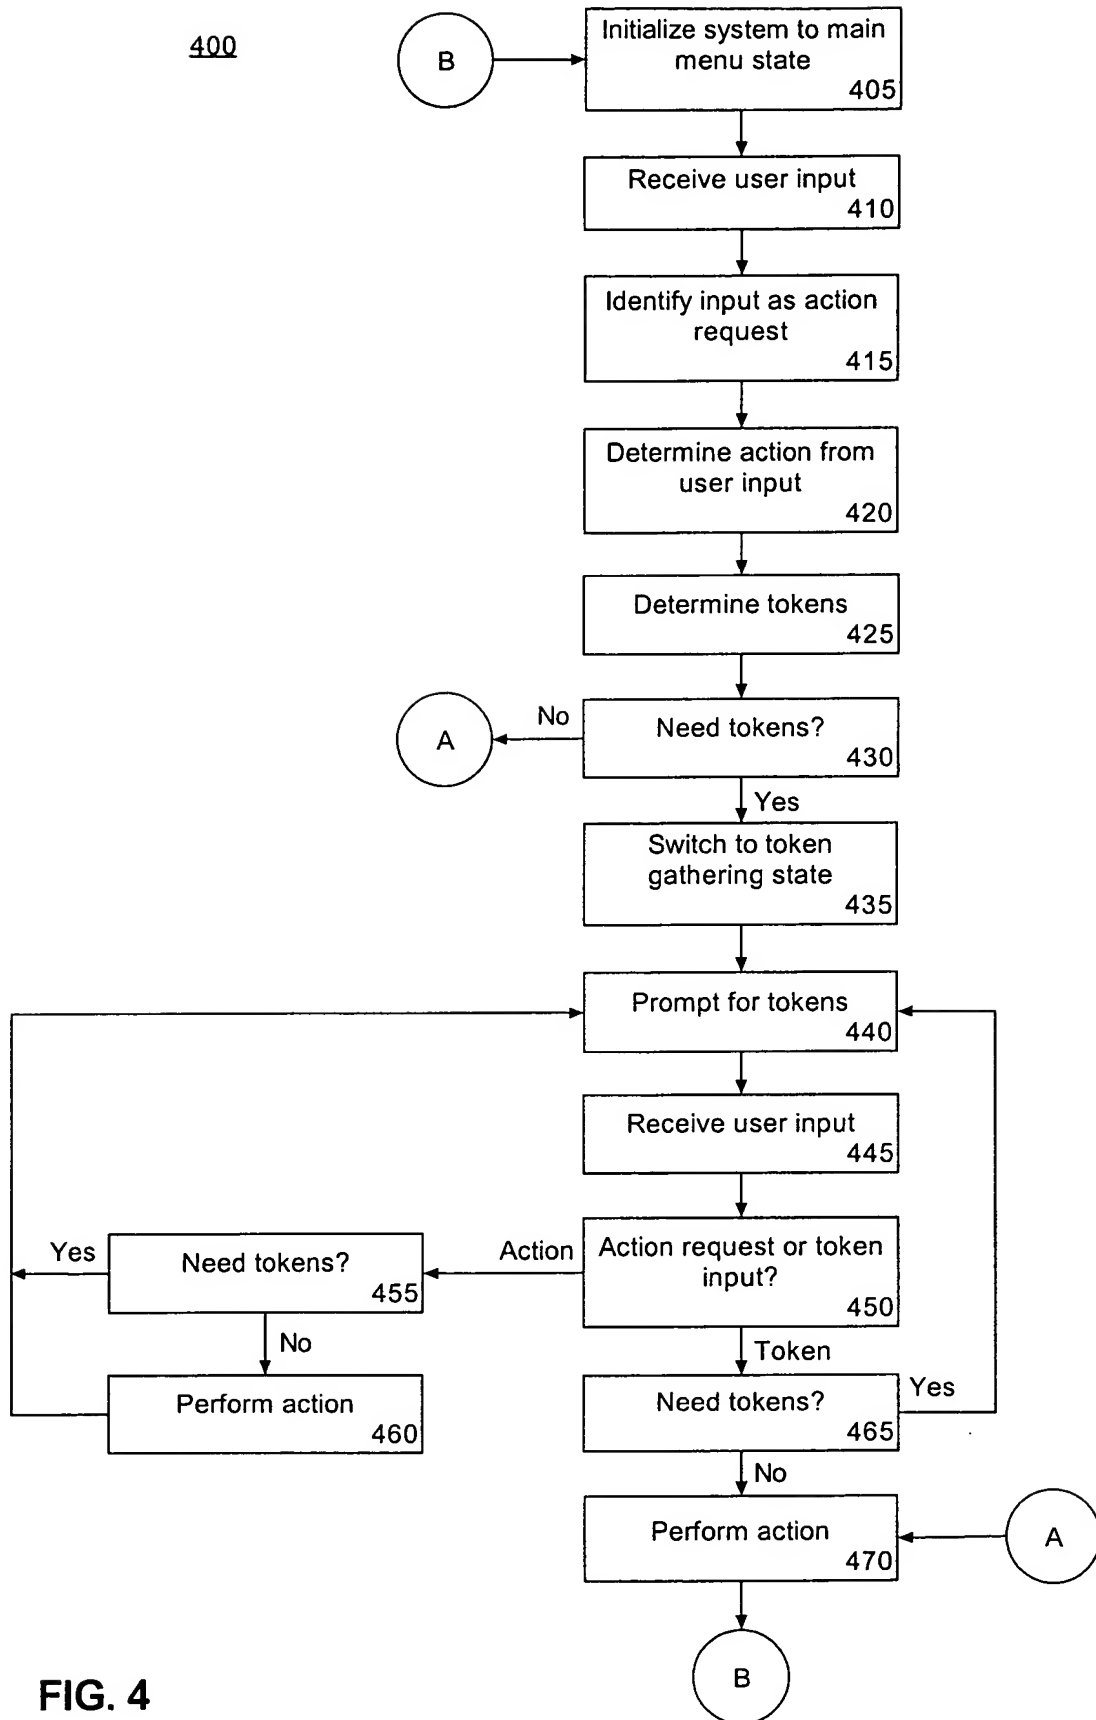 400
B
Initialize system to main
menu state
405
Receive user input
410
Identify input as action
request
415
Determine action from
user input
420
Determine tokens
425
No
A
Need tokens?
430
Yes
Switch to token
gathering state
435
Prompt for tokens
440
Receive user input
445
Yes
Need tokens?
455
Action
Action request or token
input?
450
No
Token
Perform action
460
Need tokens?
465
Yes
No
Perform action
470
A
B
FIG. 4